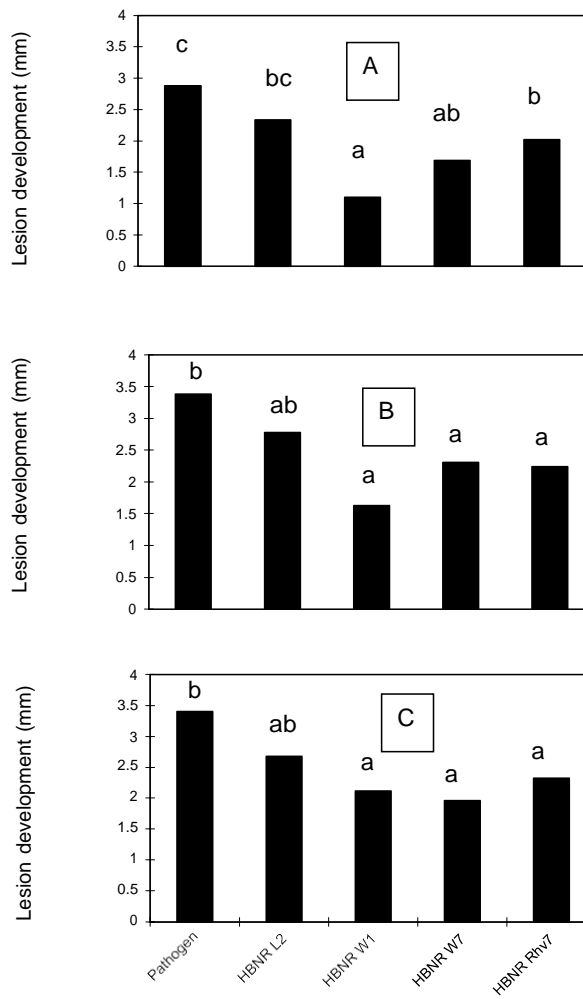 Lesion development (mm)
4
3.5
3
2.5
2
1.5
1
0.5
0
c
bc
a
ab
b
A
Lesion development (mm)
4
3.5
3
2.5
2
1.5
1
0.5
0
b
ab
a
a
a
B
Lesion development (mm)
4
3.5
3
2.5
2
1.5
1
0.5
0
b
ab
a
a
a
C
Pathogen
HBNR L2
HBNR W1
HBNR W7
HBNR Rhv7